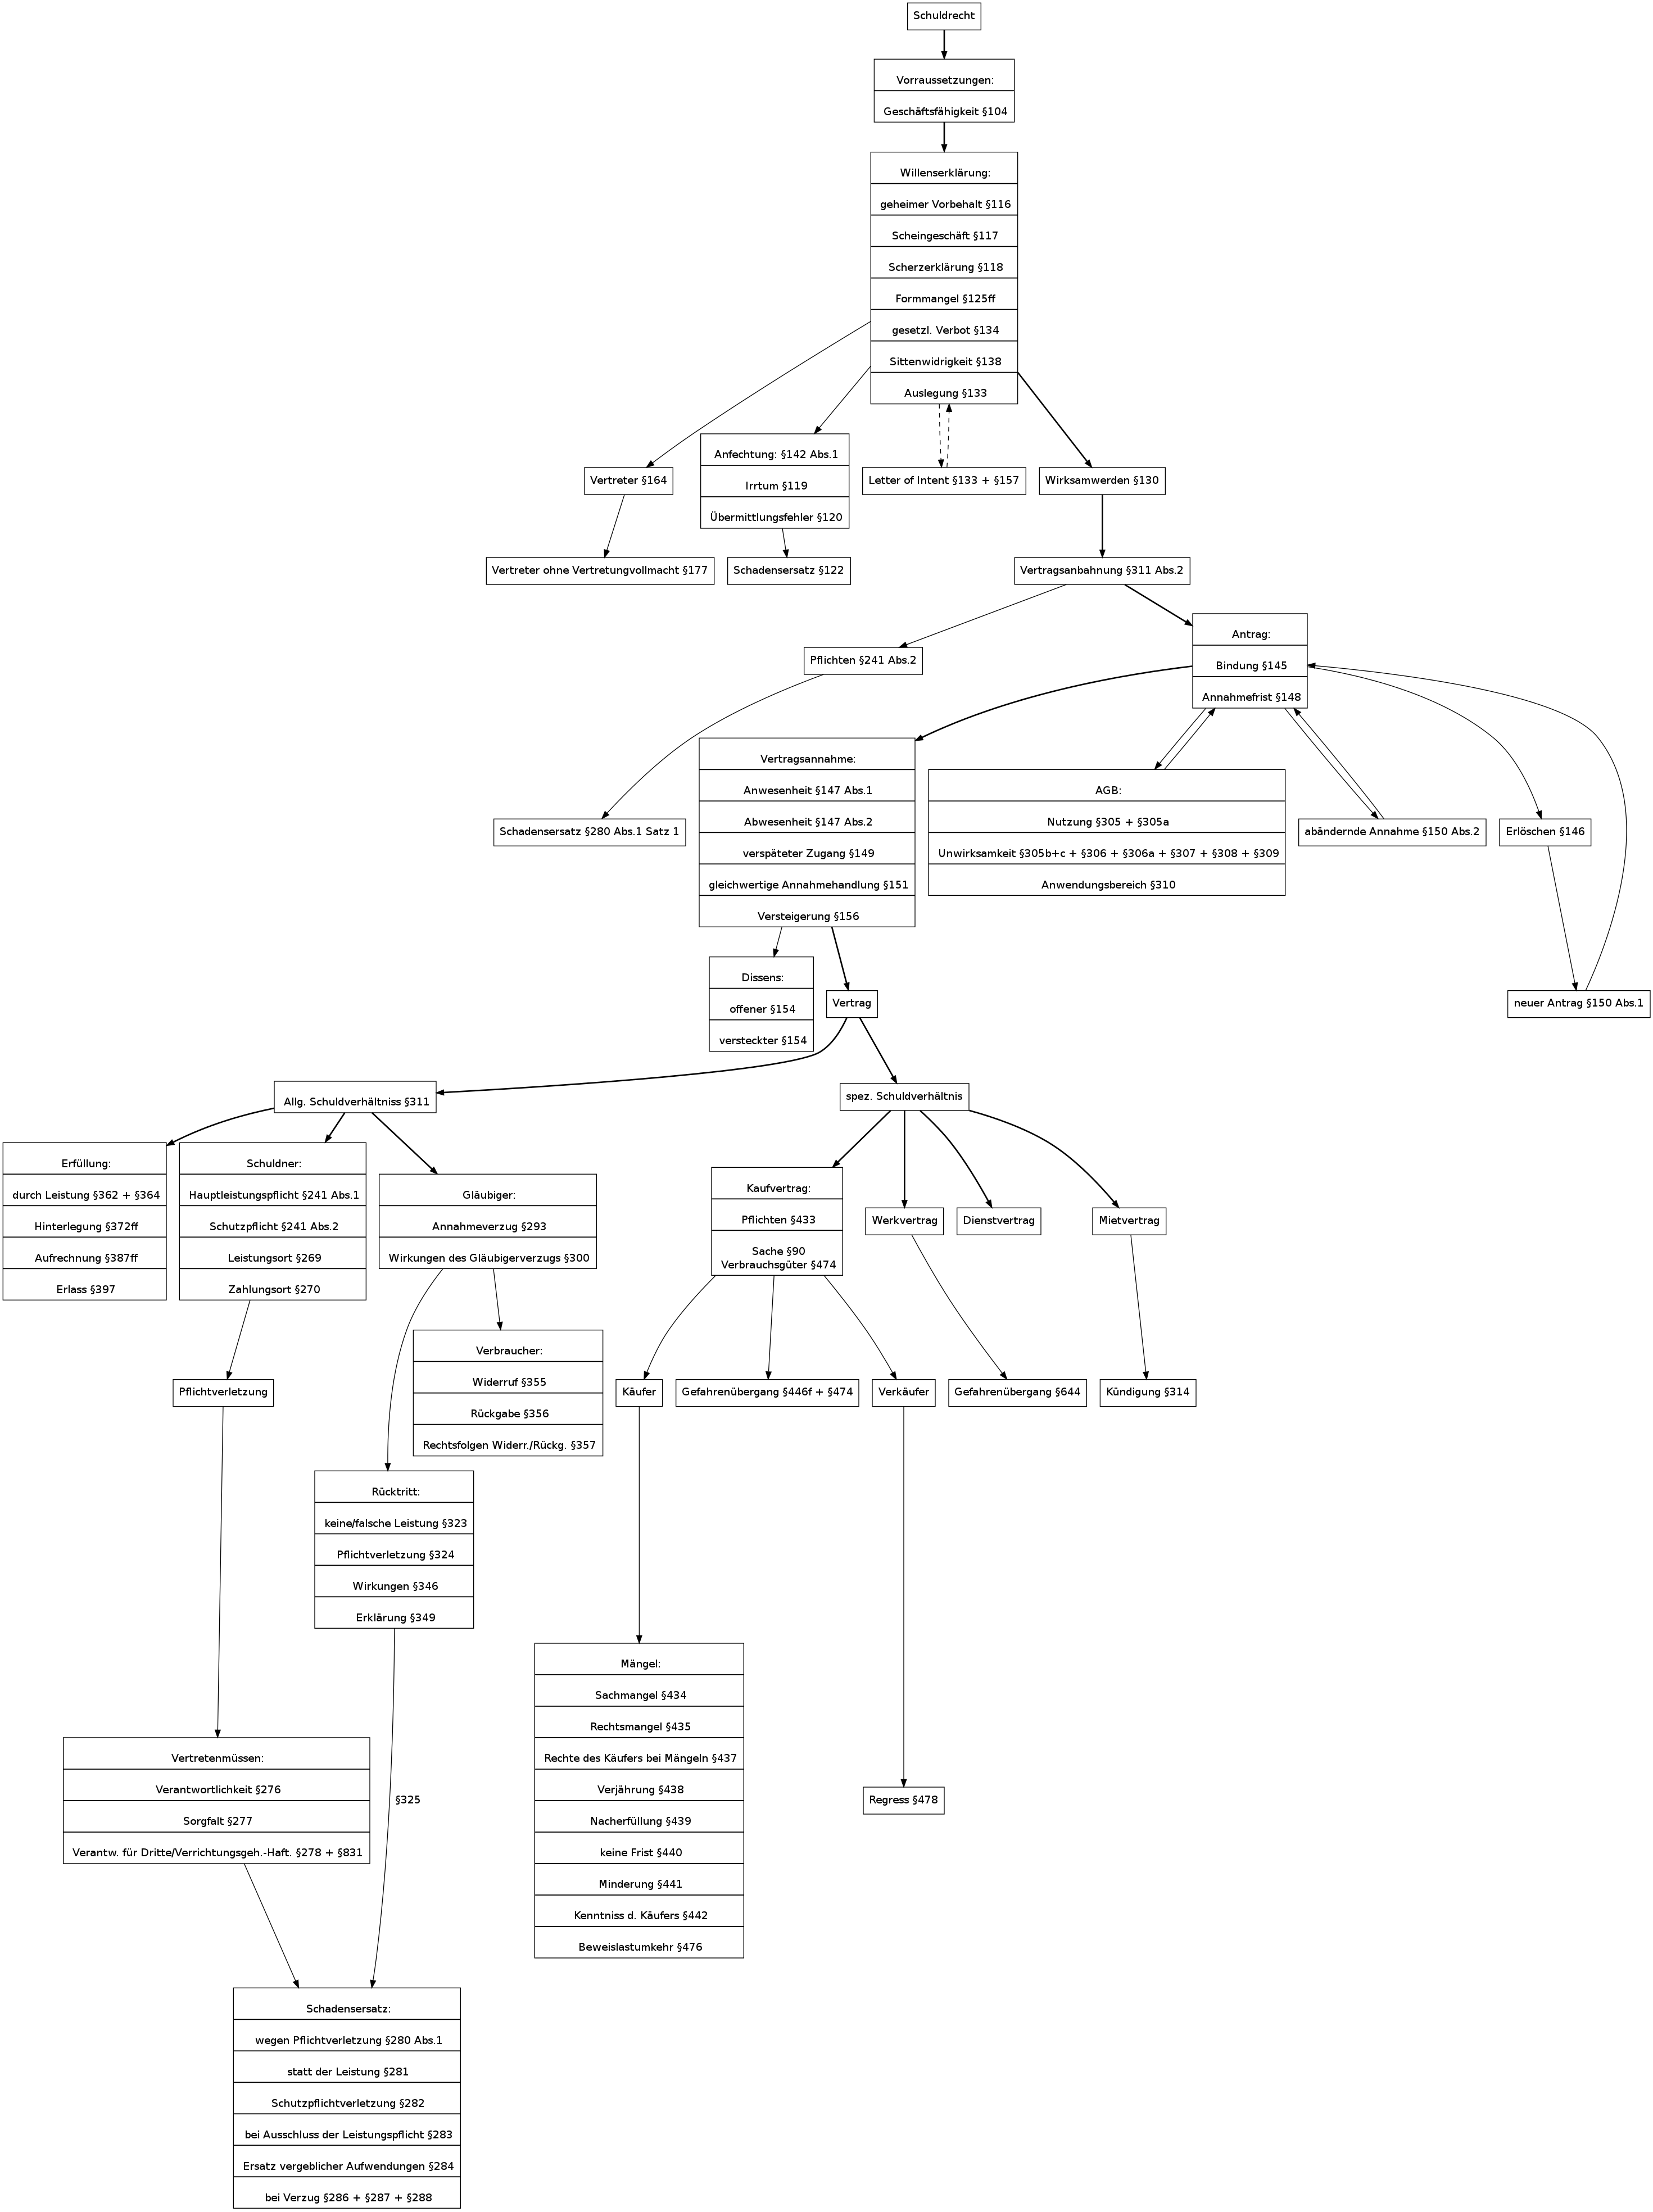 Schuldrecht
Vorraussetzungen:
Geschäftsfähigkeit §104
Willenserklärung:
geheimer Vorbehalt §116
Scheingeschäft §117
Scherzerklärung §118
Formmangel §125ff
gesetzl. Verbot §134
Sittenwidrigkeit §138
Auslegung §133
Vertreter §164
Anfechtung: §142 Abs.1
Irrtum §119
Übermittlungsfehler §120
Letter of Intent §133 + §157
Wirksamwerden §130
Vertreter ohne Vertretungvollmacht §177
Schadensersatz §122
Vertragsanbahnung §311 Abs.2
Pflichten §241 Abs.2
Antrag:
Bindung §145
Annahmefrist §148
Schadensersatz §280 Abs.1 Satz 1
Vertragsannahme:
Anwesenheit §147 Abs.1
Abwesenheit §147 Abs.2
verspäteter Zugang §149
gleichwertige Annahmehandlung §151
Versteigerung §156
AGB:
Nutzung §305 + §305a
Unwirksamkeit §305b+c + §306 + §306a + §307 + §308 + §309
Anwendungsbereich §310
abändernde Annahme §150 Abs.2
Erlöschen §146
Dissens:
offener §154
versteckter §154
Vertrag
neuer Antrag §150 Abs.1
Allg. Schuldverhältniss §311
spez. Schuldverhältnis
Erfüllung:
durch Leistung §362 + §364
Hinterlegung §372ff
Aufrechnung §387ff
Erlass §397
Schuldner:
Hauptleistungspflicht §241 Abs.1
Schutzpflicht §241 Abs.2
Leistungsort §269
Zahlungsort §270
Gläubiger:
Annahmeverzug §293
Wirkungen des Gläubigerverzugs §300
Kaufvertrag:
Pflichten §433
Sache §90
Verbrauchsgüter §474
Werkvertrag
Dienstvertrag
Mietvertrag
Pflichtverletzung
Verbraucher:
Widerruf §355
Rückgabe §356
Rechtsfolgen Widerr./Rückg. §357
Käufer
Gefahrenübergang §446f + §474
Verkäufer
Gefahrenübergang §644
Kündigung §314
Rücktritt:
keine/falsche Leistung §323
Pflichtverletzung §324
Wirkungen §346
Erklärung §349
Mängel:
Sachmangel §434
Rechtsmangel §435
Rechte des Käufers bei Mängeln §437
Verjährung §438
Nacherfüllung §439
keine Frist §440
Minderung §441
Kenntniss d. Käufers §442
Beweislastumkehr §476
Vertretenmüssen:
Verantwortlichkeit §276
Sorgfalt §277
Verantw. für Dritte/Verrichtungsgeh.-Haft. §278 + §831
§325
Regress §478
Schadensersatz:
wegen Pflichtverletzung §280 Abs.1
statt der Leistung §281
Schutzpflichtverletzung §282
bei Ausschluss der Leistungspflicht §283
Ersatz vergeblicher Aufwendungen §284
bei Verzug §286 + §287 + §288